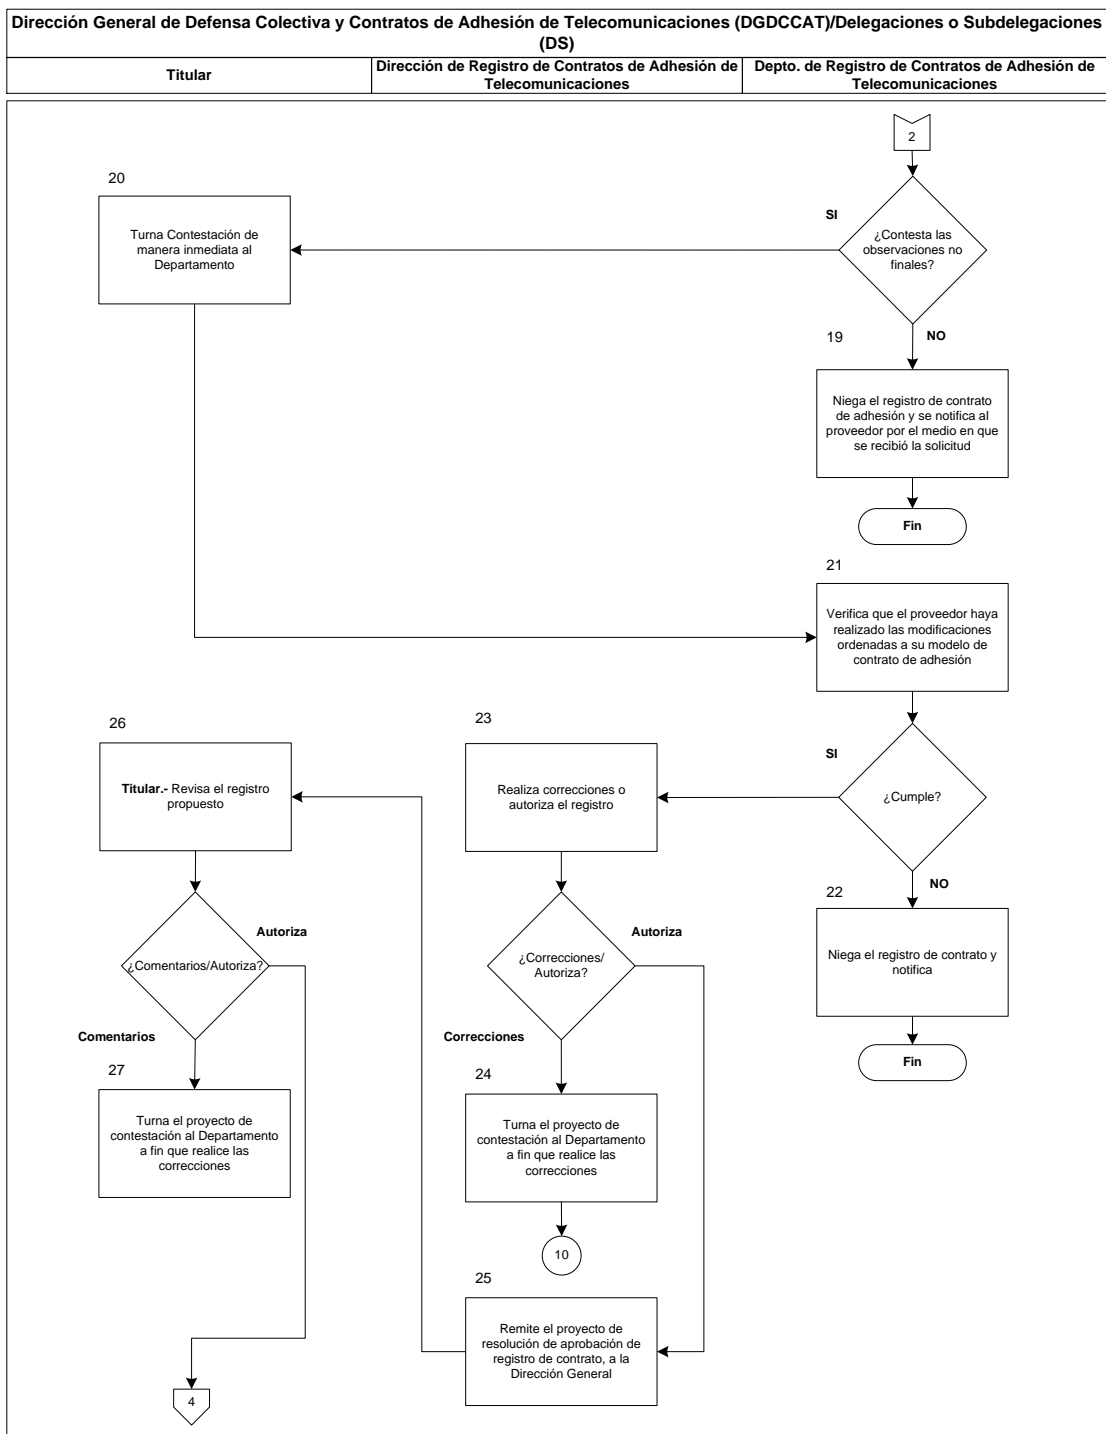 Dirección General de Defensa Colectiva y Contratos de Adhesión de Telecomunicaciones (DGDCCAT)/Delegaciones o Subdelegaciones
(DS)
Titular
Dirección de Registro de Contratos de Adhesión de
Telecomunicaciones
Depto. de Registro de Contratos de Adhesión de
Telecomunicaciones
2
¿Contesta las
observaciones no
finales?
SI
NO
20
Turna Contestación de
manera inmediata al
Departamento
19
Niega el registro de contrato
de adhesión y se notifica al
proveedor por el medio en que
se recibió la solicitud
Fin
21
Verifica que el proveedor haya
realizado las modificaciones
ordenadas a su modelo de
contrato de adhesión
¿Cumple?
SI
NO
22
Niega el registro de contrato y
notifica
Fin
23
Realiza correcciones o
autoriza el registro
¿Correcciones/
Autoriza?
Autoriza
Correcciones
24
Turna el proyecto de
contestación al Departamento
a fin que realice las
correcciones
10
25
Remite el proyecto de
resolución de aprobación de
registro de contrato, a la
Dirección General
26
Titular.- Revisa el registro
propuesto
¿Comentarios/Autoriza?
Autoriza
Comentarios
27
Turna el proyecto de
contestación al Departamento
a fin que realice las
correcciones
4